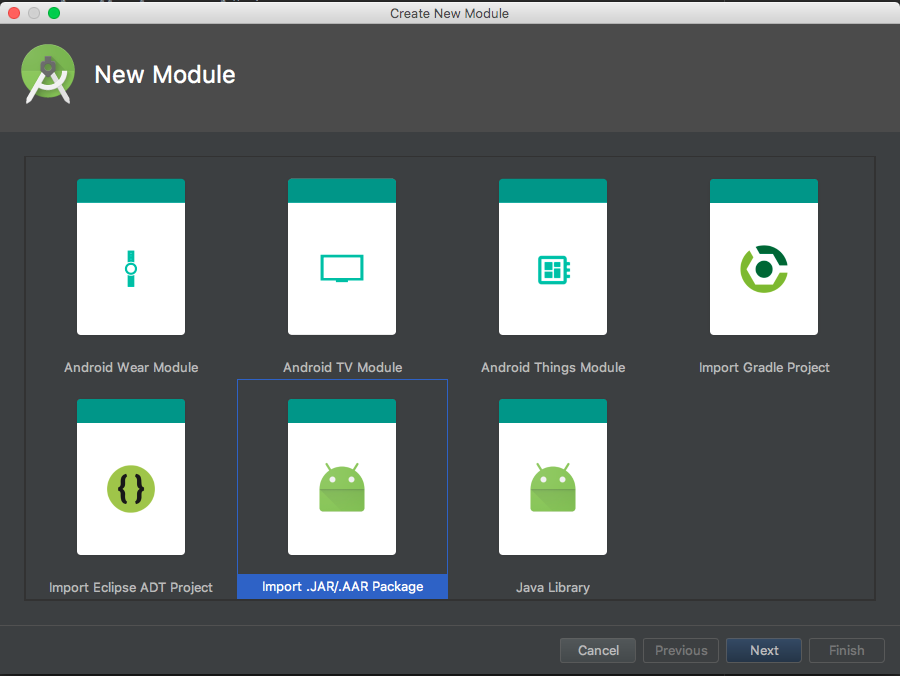 Create New Module
New Module
Android Wear Module
Android TV Module
Android Things Module
Import Gradle Project
{}
Import Eclipse ADT Project
Import .JAR/.AAR Package
Java Library
Cancel
Previous
Next
Finish